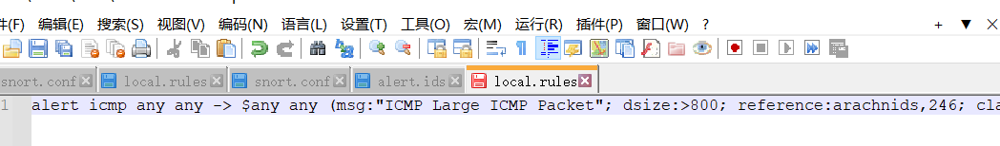 件(F) 编辑(E) 搜索(S) 视图(V) 编码(N) 语言(L) 设置(T) 工具(O) 宏(M) 运行(R) 插件(P) 窗口(W) ? + ▼ X
snort.conf local.rules snort.conf alert.ids local.rules
1 alert icmp any any -> $any any (msg:"ICMP Large ICMP Packet"; dsize:>800; reference:arachnids,246; cla